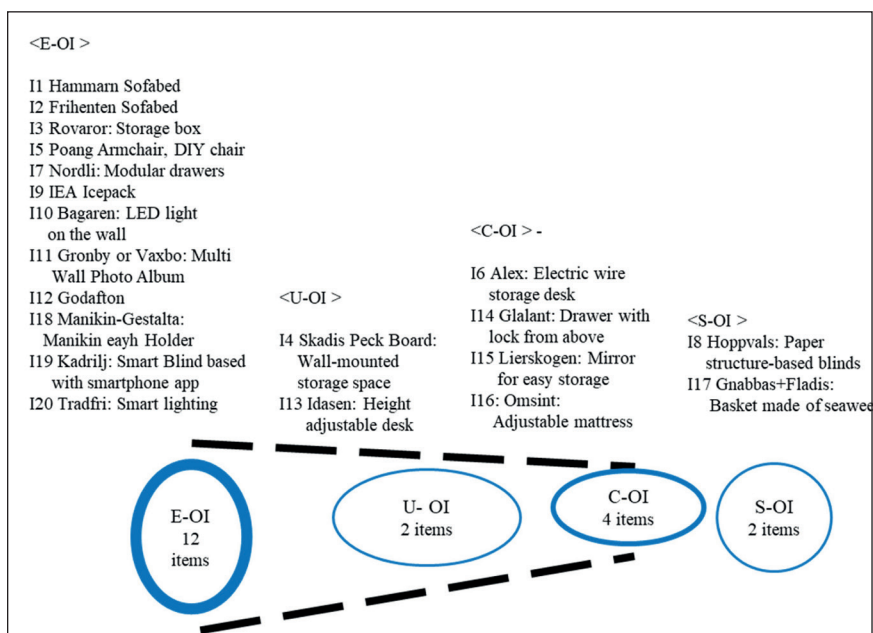 <E-OI >
I1 Hammarn Sofabed
I2 Frihenten Sofabed
I3 Rovaror: Storage box
I5 Poang Armchair, DIY chair
I7 Nordli: Modular drawers
I9 IEA Icepack
I10 Bagaren: LED light
on the wall
I11 Gronby or Vaxbo: Multi
Wall Photo Album
I12 Godafton
I18 Manikin-Gestalta:
Manikin eayh Holder
I19 Kadrilj: Smart Blind based
with smartphone app
I20 Tradfri: Smart lighting
<U-OI >
I4 Skadis Peck Board:
Wall-mounted
storage space
I13 Idasen: Height
adjustable desk
<C-OI > -
I6 Alex: Electric wire
storage desk
I14 Glalant: Drawer with
lock from above
I15 Lierskogen: Mirror
for easy storage
I16: Omsint:
Adjustable mattress
<S-OI >
I8 Hoppvals: Paper
structure-based blinds
I17 Gnabbas+Fladis:
Basket made of seawee
E-OI
12
items
U- OI
2 items
C-OI
4 items
S-OI
2 items